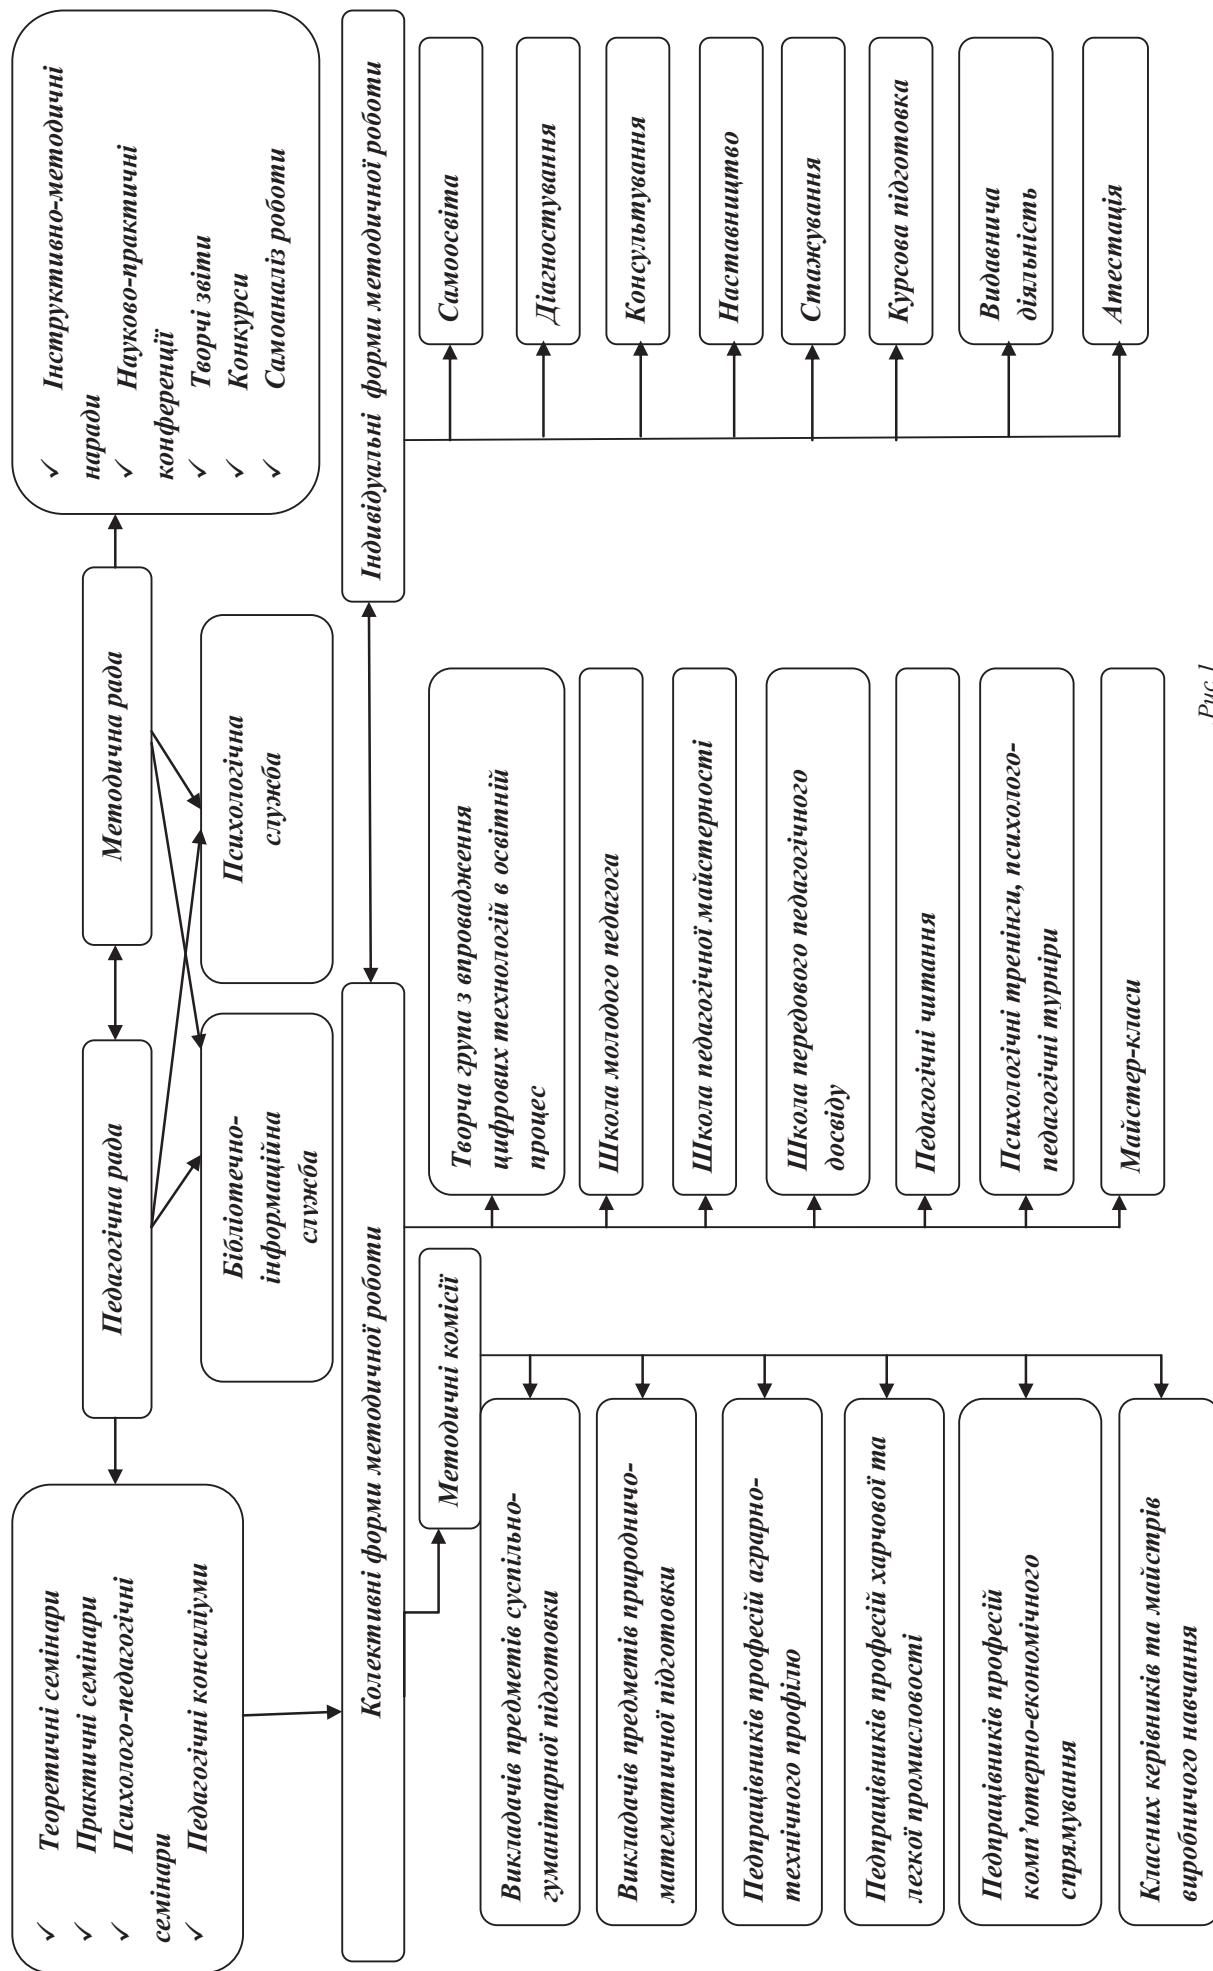 ✓ Теоретичні семінари
✓ Практичні семінари
✓ Психолого-педагогічні
семінари
✓ Педагогічні консиліуми
Педагогічна рада
Методична рада
✓ Інструктивно-методичні
наради
✓ Науково-практичні
конференції
✓ Творчі звіти
✓ Конкурси
✓ Самоаналіз роботи
Бібліотечно-
інформаційна
служба
Психологічна
служба
Колективні форми методичної роботи
Індивідуальні форми методичної роботи
Методичні комісії
Викладачів предметів суспільно-
гуманітарної підготовки
Викладачів предметів природничо-
математичної підготовки
Педпрацівників професій аграрно-
технічного профілю
Педпрацівників професій харчової та
легкої промисловості
Педпрацівників професій
комп’ютерно-економічного
спрямування
Класних керівників та майстрів
виробничого навчання
Творча група з впровадження
цифрових технологій в освітній
процес
Школа молодого педагога
Школа педагогічної майстерності
Школа передового педагогічного
досвіду
Педагогічні читання
Психологічні тренінги, психолого-
педагогічні турніри
Майстер-класи
Самоосвіта
Діагностування
Консультування
Наставництво
Стажування
Курсова підготовка
Видавнича
діяльність
Атестація
Рис.1